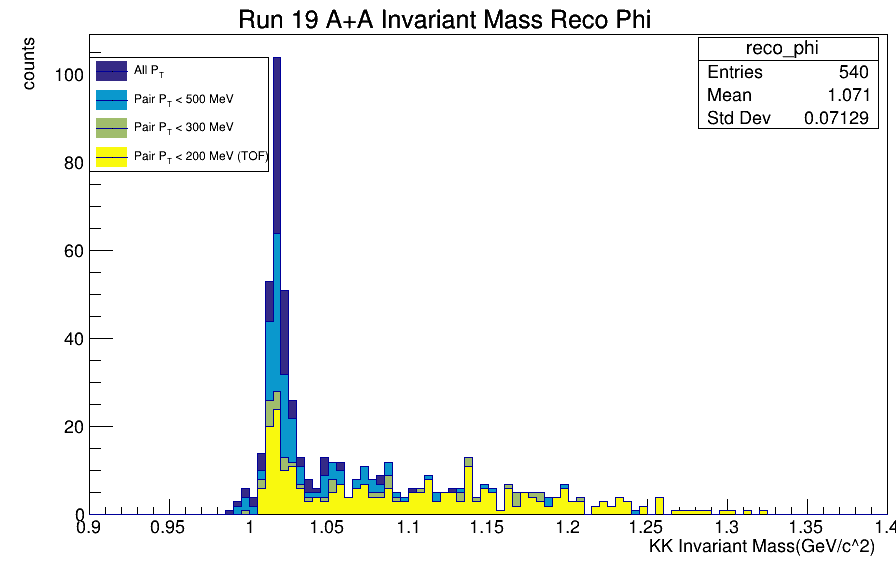 Run 19 A+A Invariant Mass Reco Phi
counts
reco_phi
Entries 540
Mean 1.071
Std Dev 0.07129
All P_T
Pair P_T < 500 MeV
Pair P_T < 300 MeV
Pair P_T < 200 MeV (TOF)
100
80
60
40
20
0
0.9 0.95 1 1.05 1.1 1.15 1.2 1.25 1.3 1.35 1.4
KK Invariant Mass(GeV/c^2)